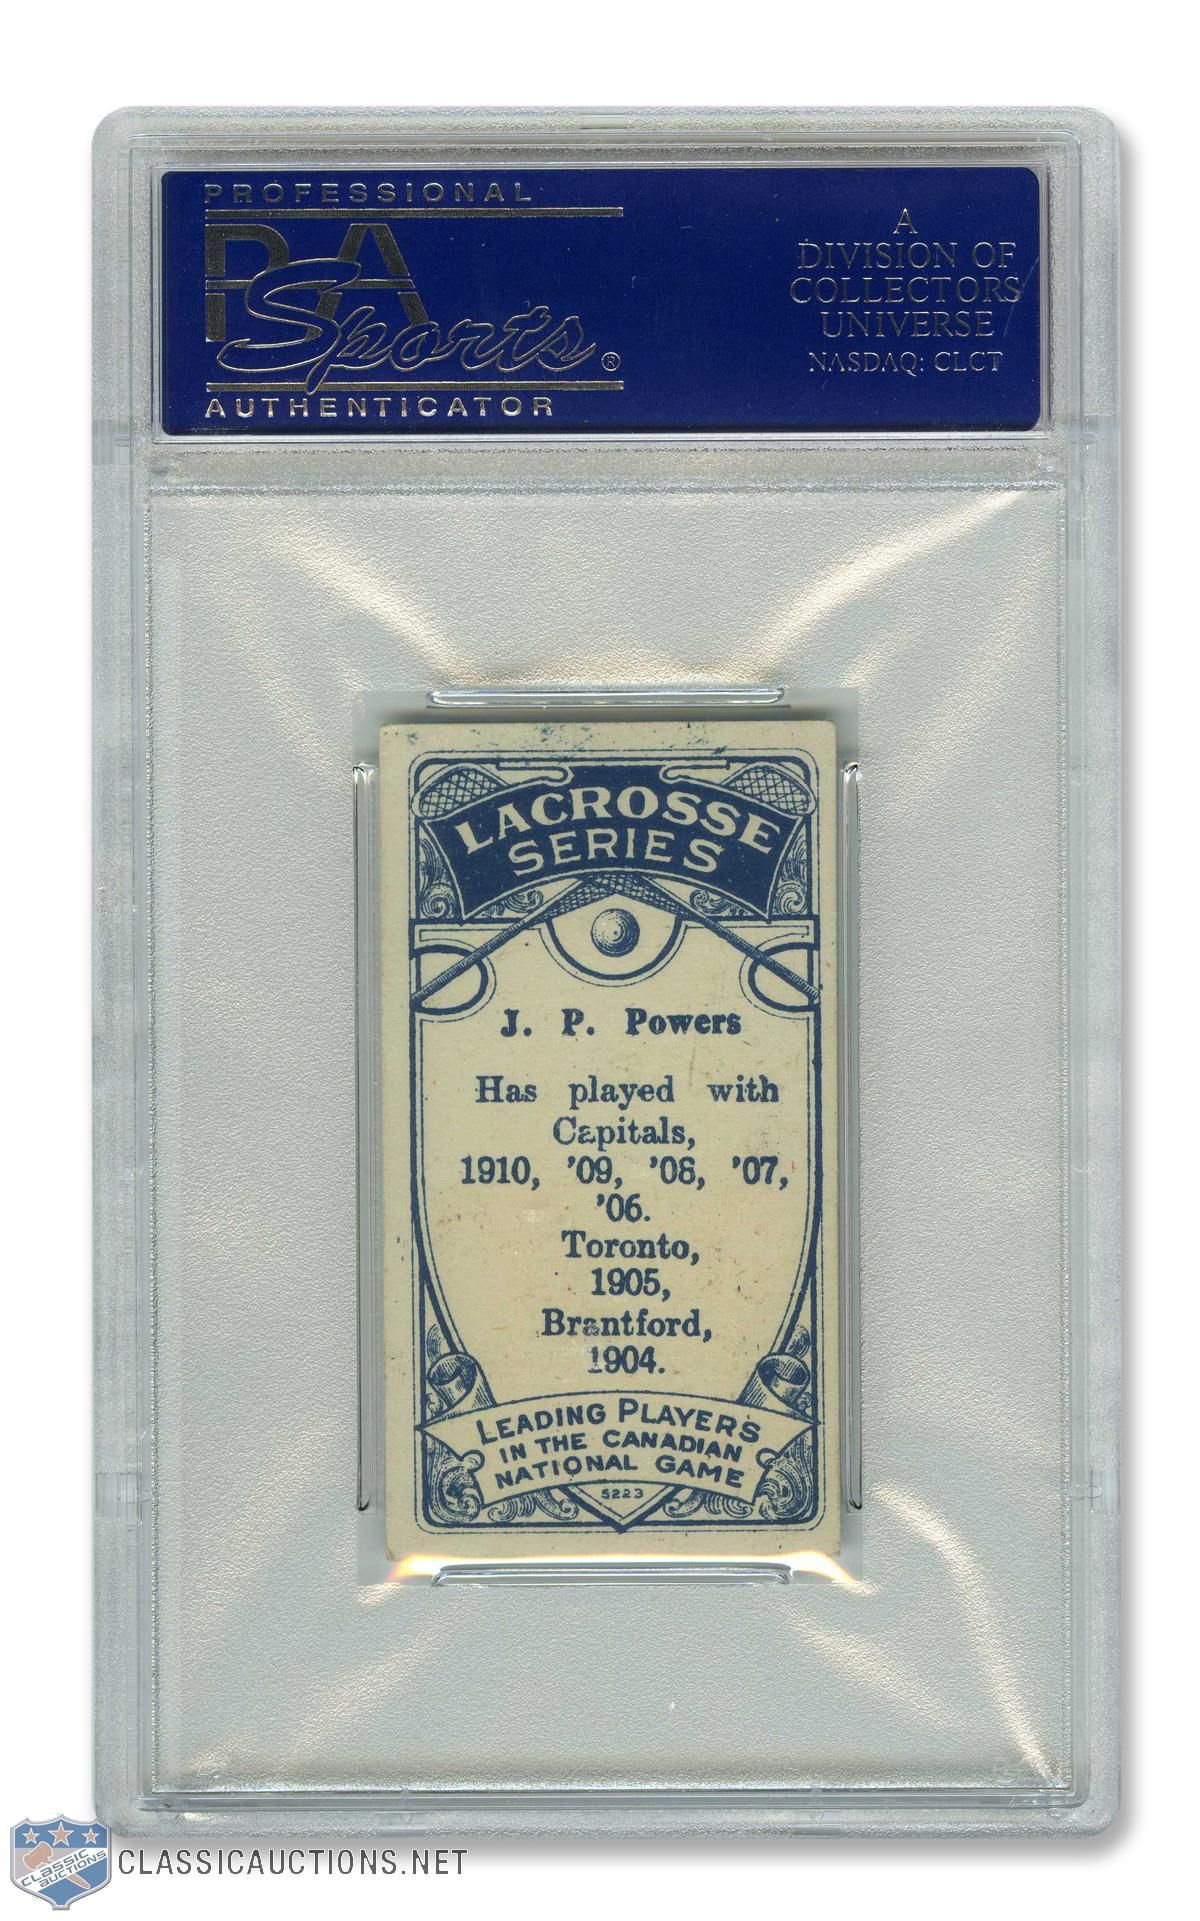 PROFESSIONAL
PSA
Sports®
AUTHENTICATOR
A
DIVISION OF
COLLECTORS
UNIVERSE
NASDAQ: CLCT
LACROSSE
SERIES
J. P. Powers
Has played with
Capitals,
1910, '09, '08, '07,
'06.
Toronto,
1905,
Brantford,
1904.
LEADING PLAYERS
IN THE CANADIAN
NATIONAL GAME
5223
CLASSIC
AUCTIONS
CLASSICAUCTIONS.NET